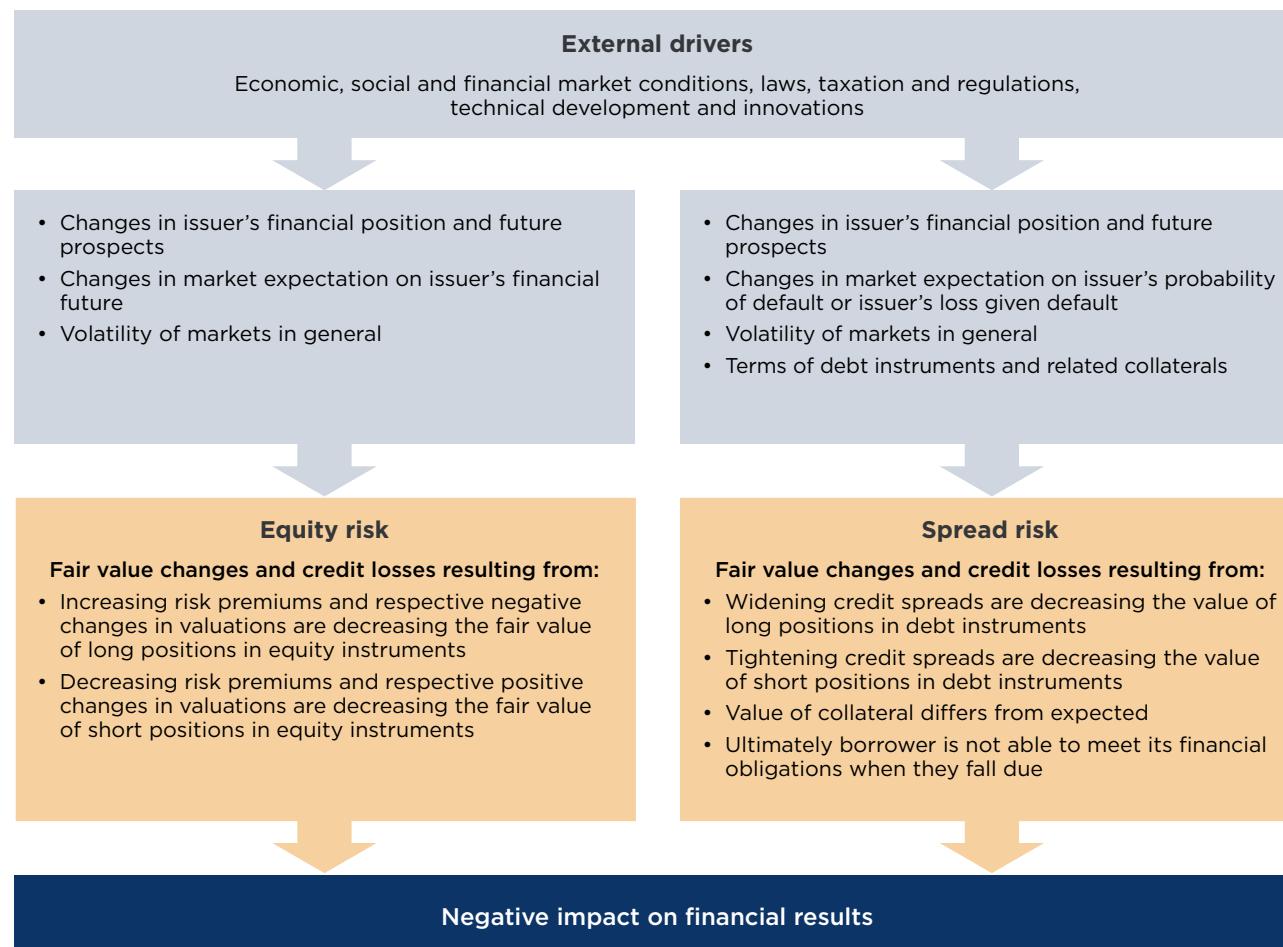 External drivers
Economic, social and financial market conditions, laws, taxation and regulations,
technical development and innovations
• Changes in issuer’s financial position and future
prospects
• Changes in market expectation on issuer’s financial
future
• Volatility of markets in general
• Changes in issuer’s financial position and future
prospects
• Changes in market expectation on issuer’s probability
of default or issuer’s loss given default
• Volatility of markets in general
• Terms of debt instruments and related collaterals
Equity risk
Fair value changes and credit losses resulting from:
• Increasing risk premiums and respective negative
changes in valuations are decreasing the fair value
of long positions in equity instruments
• Decreasing risk premiums and respective positive
changes in valuations are decreasing the fair value
of short positions in equity instruments
Spread risk
Fair value changes and credit losses resulting from:
• Widening credit spreads are decreasing the value of
long positions in debt instruments
• Tightening credit spreads are decreasing the value
of short positions in debt instruments
• Value of collateral differs from expected
• Ultimately borrower is not able to meet its financial
obligations when they fall due
Negative impact on financial results